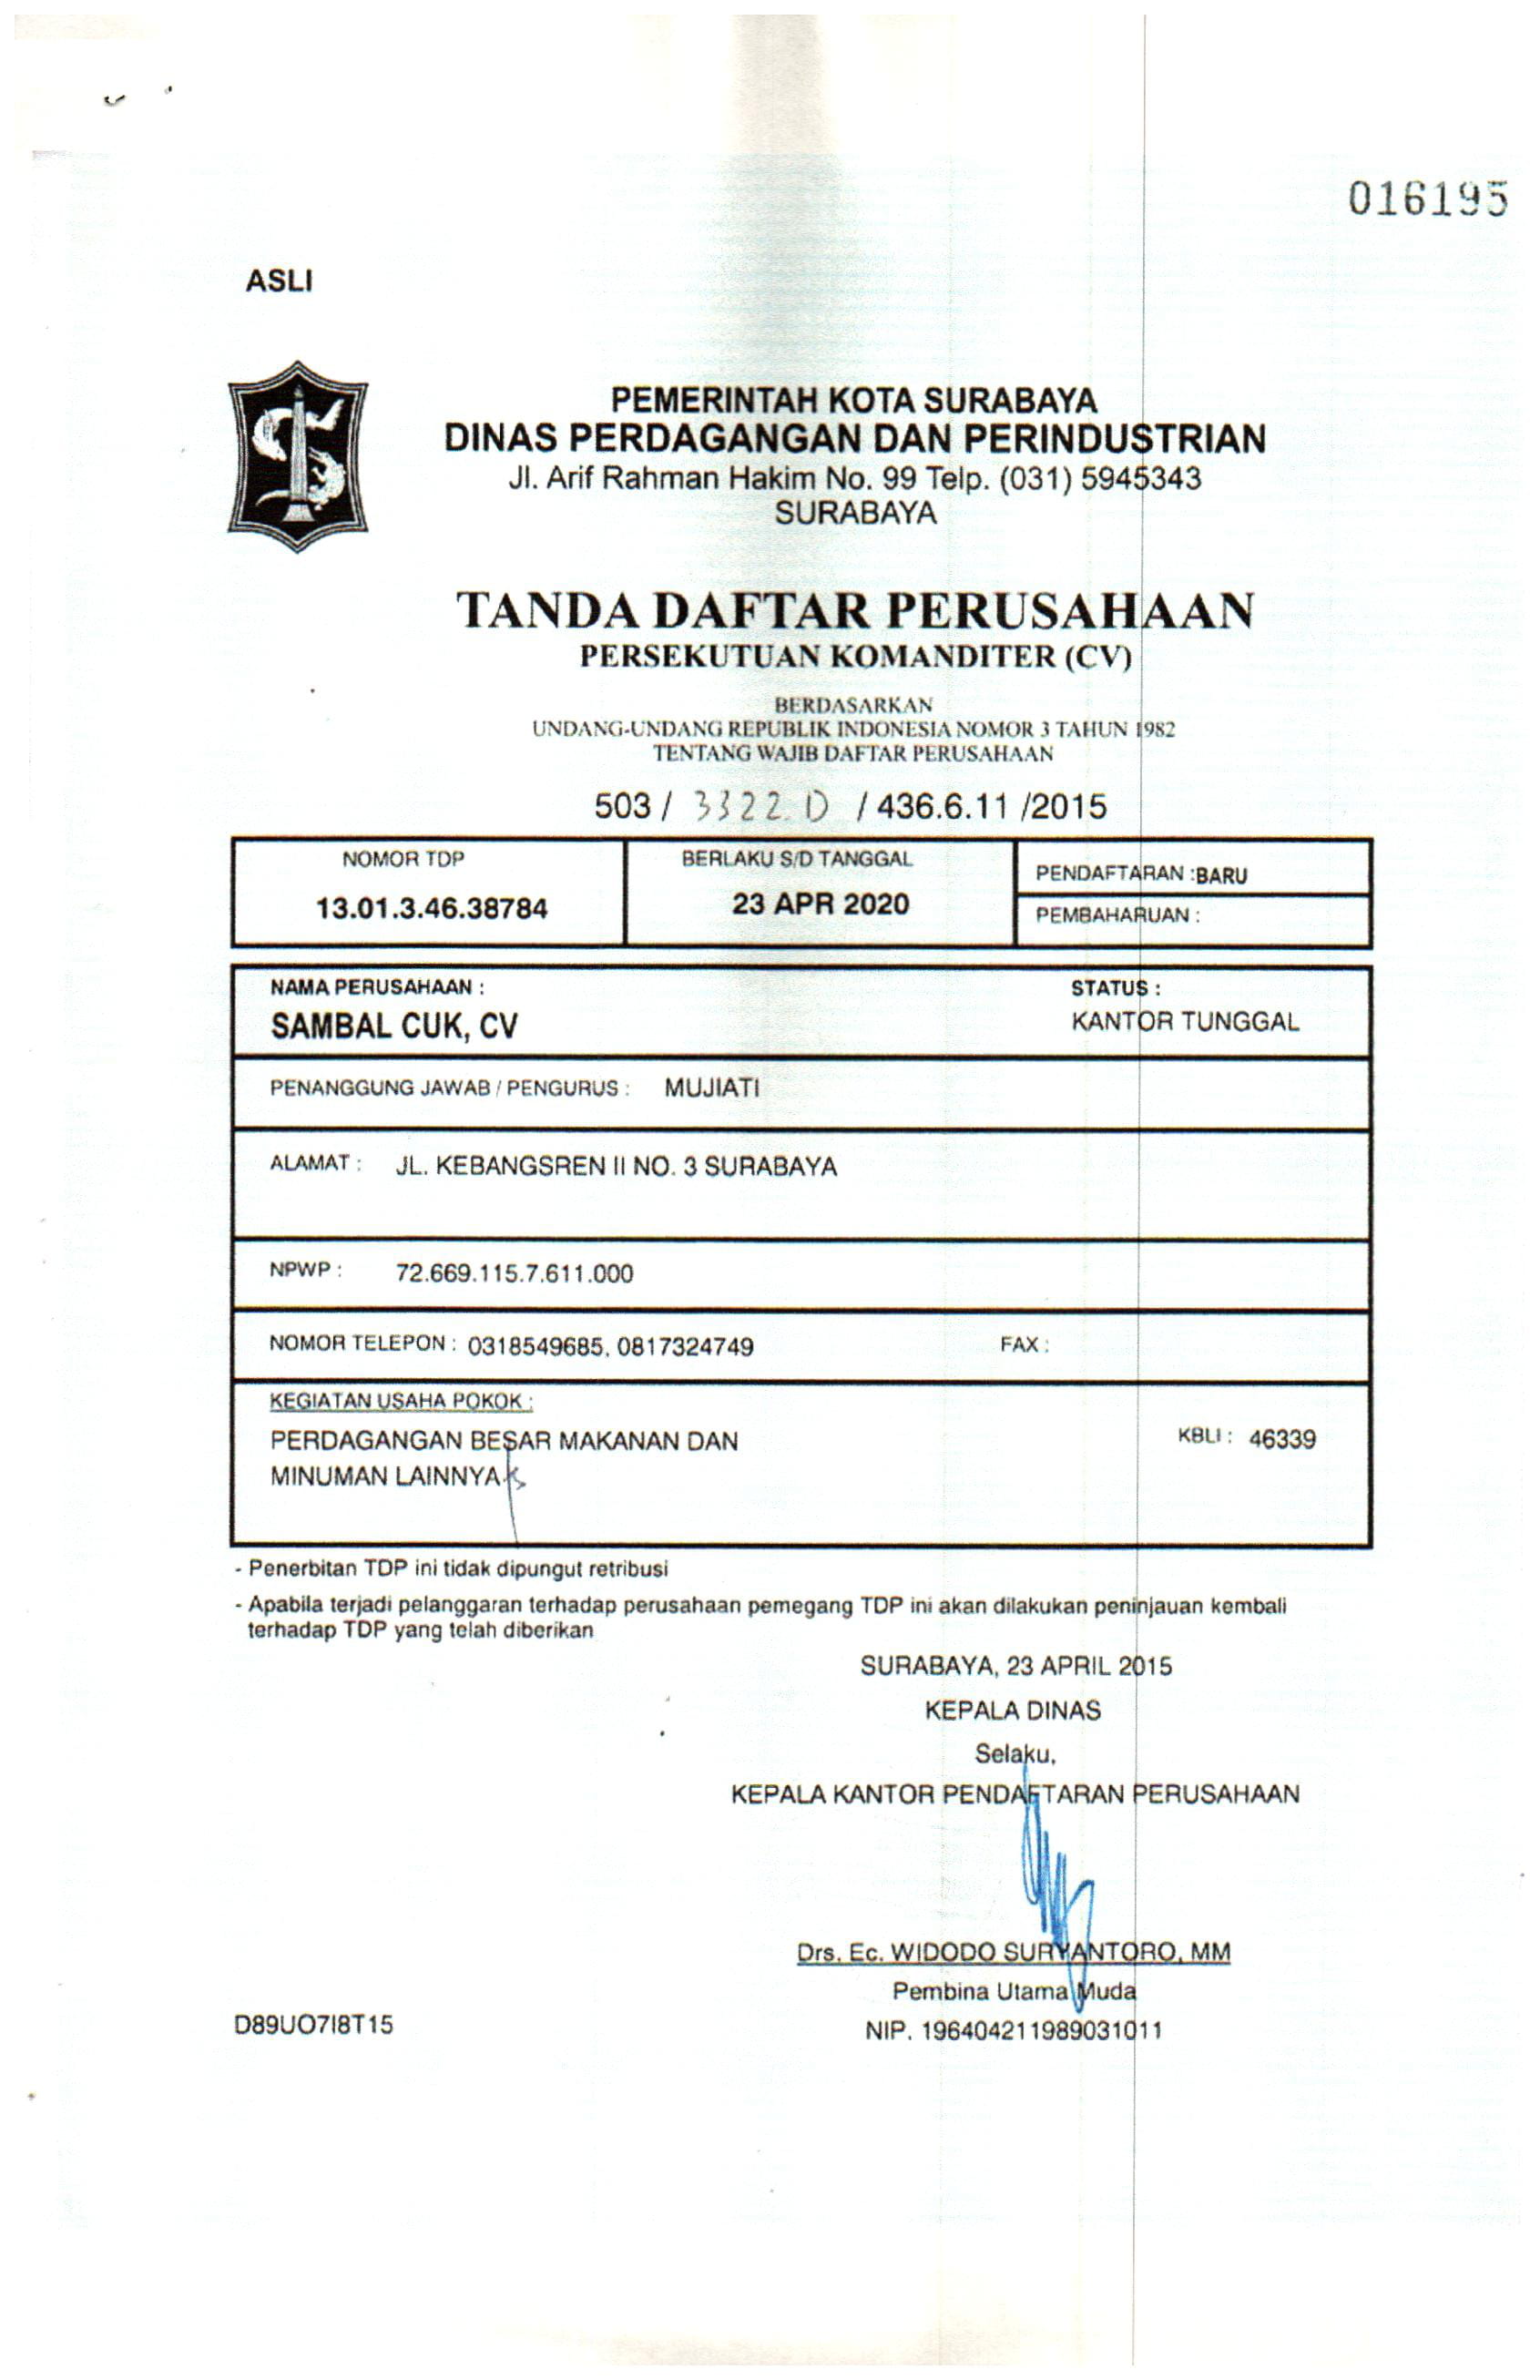 016195
ASLI
PEMERINTAH KOTA SURABAYA
DINAS PERDAGANGAN DAN PERINDUSTRIAN
Jl. Arif Rahman Hakim No. 99 Telp. (031) 5945343
SURABAYA
TANDA DAFTAR PERUSAHAAN
PERSEKUTUAN KOMANDITER (CV)
BERDASARKAN
UNDANG-UNDANG REPUBLIK INDONESIA NOMOR 3 TAHUN 1982
TENTANG WAJIB DAFTAR PERUSAHAAN
503 / 3322.D / 436.6.11 /2015
NOMOR TDP
13.01.3.46.38784
BERLAKU S/D TANGGAL
23 APR 2020
PENDAFTARAN :BARU
PEMBAHARUAN :
NAMA PERUSAHAAN :
SAMBAL CUK, CV
STATUS :
KANTOR TUNGGAL
PENANGGUNG JAWAB / PENGURUS : MUJIATI
ALAMAT : JL. KEBANGSREN II NO. 3 SURABAYA
NPWP : 72.669.115.7.611.000
NOMOR TELEPON : 0318549685, 0817324749 FAX :
KEGIATAN USAHA POKOK :
PERDAGANGAN BESAR MAKANAN DAN KBLI : 46339
MINUMAN LAINNYA
- Penerbitan TDP ini tidak dipungut retribusi
- Apabila terjadi pelanggaran terhadap perusahaan pemegang TDP ini akan dilakukan peninjauan kembali
terhadap TDP yang telah diberikan
SURABAYA, 23 APRIL 2015
KEPALA DINAS
Selaku,
KEPALA KANTOR PENDAFTARAN PERUSAHAAN
Drs. Ec. WIDODO SURYANTORO, MM
Pembina Utama Muda
NIP. 196404211989031011
D89UO7I8T15